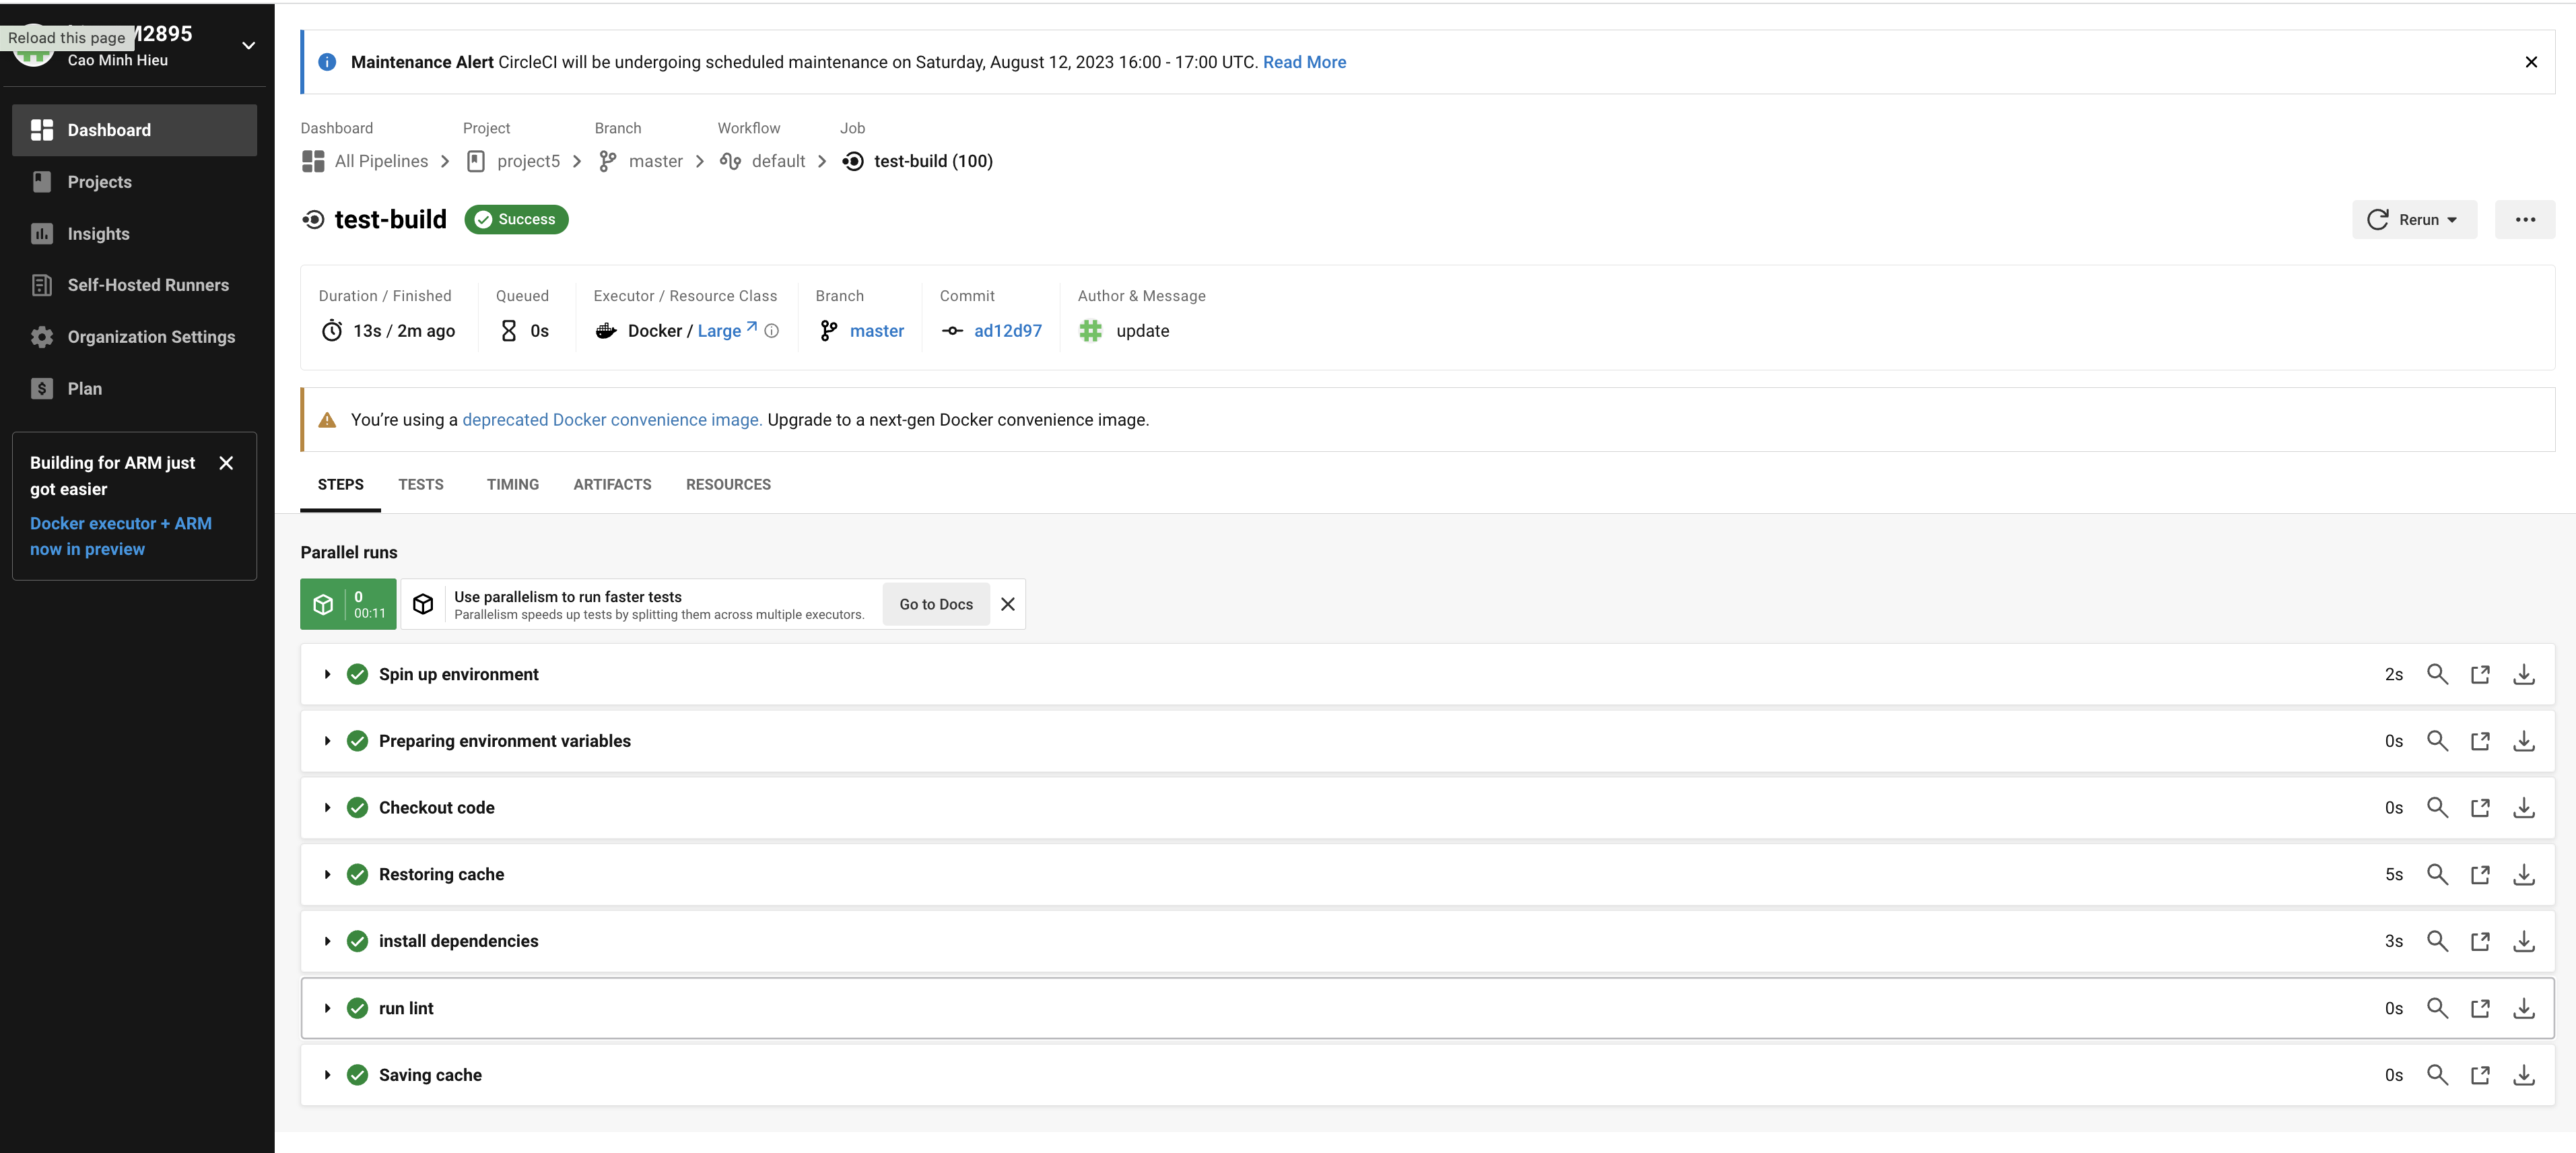 Reload this page
M2895
Cao Minh Hieu
Dashboard
Projects
Insights
Self-Hosted Runners
Organization Settings
Plan
Building for ARM just
got easier
Docker executor + ARM
now in preview
Maintenance Alert CircleCI will be undergoing scheduled maintenance on Saturday, August 12, 2023 16:00 - 17:00 UTC. Read More
Dashboard Project Branch Workflow Job
All Pipelines project5 master default test-build (100)
test-build Success
Rerun
Duration / Finished Queued Executor / Resource Class Branch Commit Author & Message
13s / 2m ago 0s Docker / Large master ad12d97 update
You’re using a deprecated Docker convenience image. Upgrade to a next-gen Docker convenience image.
STEPS TESTS TIMING ARTIFACTS RESOURCES
Parallel runs
0
00:11
Use parallelism to run faster tests
Parallelism speeds up tests by splitting them across multiple executors.
Go to Docs
Spin up environment 2s
Preparing environment variables 0s
Checkout code 0s
Restoring cache 5s
install dependencies 3s
run lint 0s
Saving cache 0s